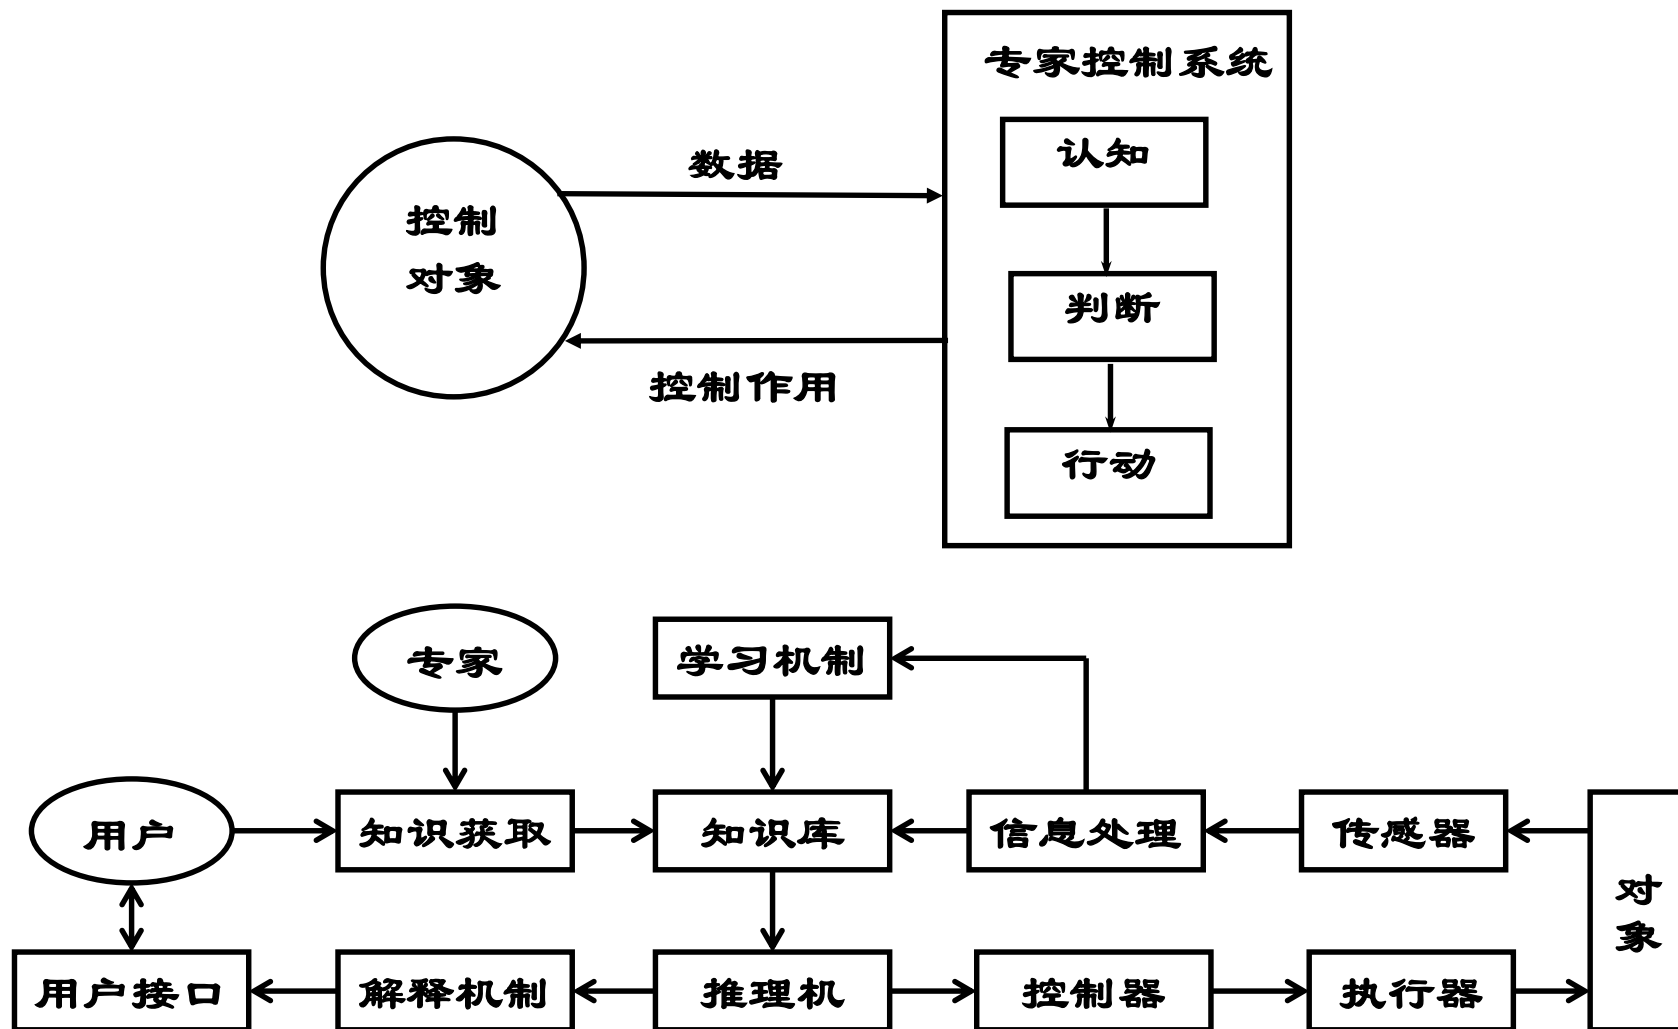 专家控制系统
认知
数据
控制
对象
判断
控制作用
行动
专家
学习机制
用户
知识获取
知识库
信息处理
传感器
对
象
用户接口
解释机制
推理机
控制器
执行器